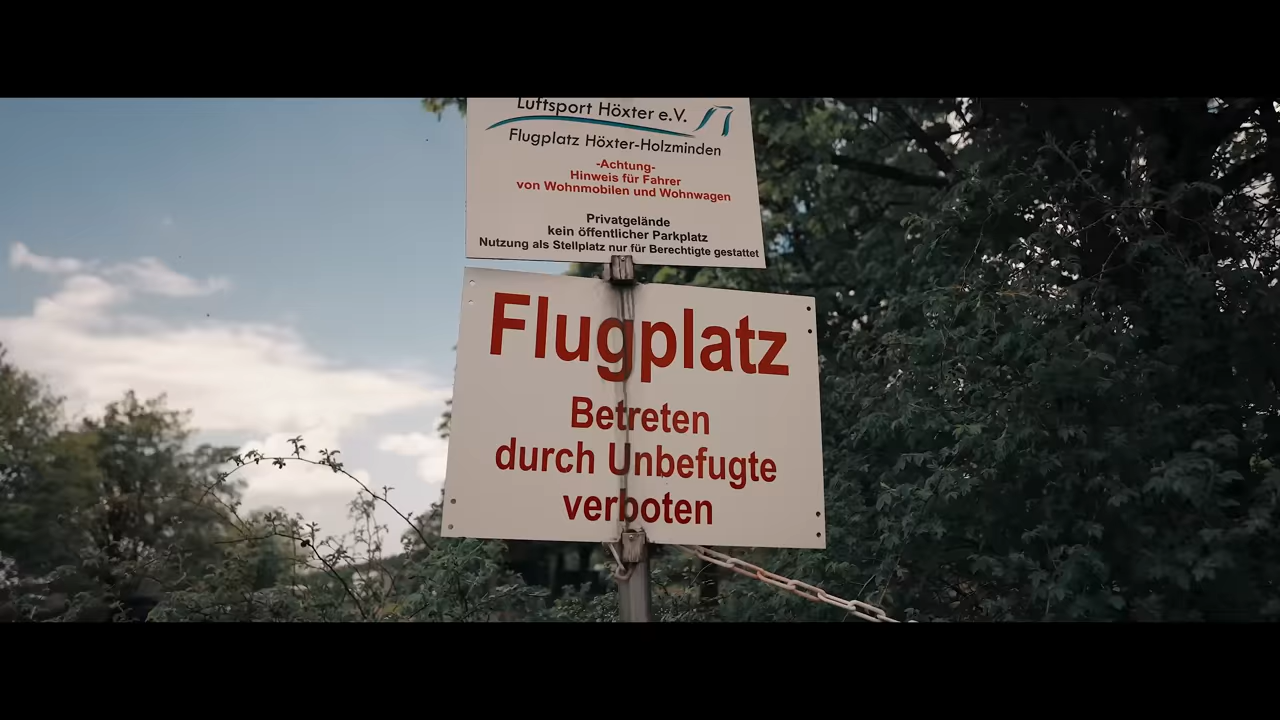 Luftsport Höxter e.V.
Flugplatz Höxter-Holzminden
-Achtung-
Hinweis für Fahrer
von Wohnmobilen und Wohnwagen
Privatgelände
kein öffentlicher Parkplatz
Nutzung als Stellplatz nur für Berechtigte gestattet
Flugplatz
Betreten
durch Unbefugte
verboten